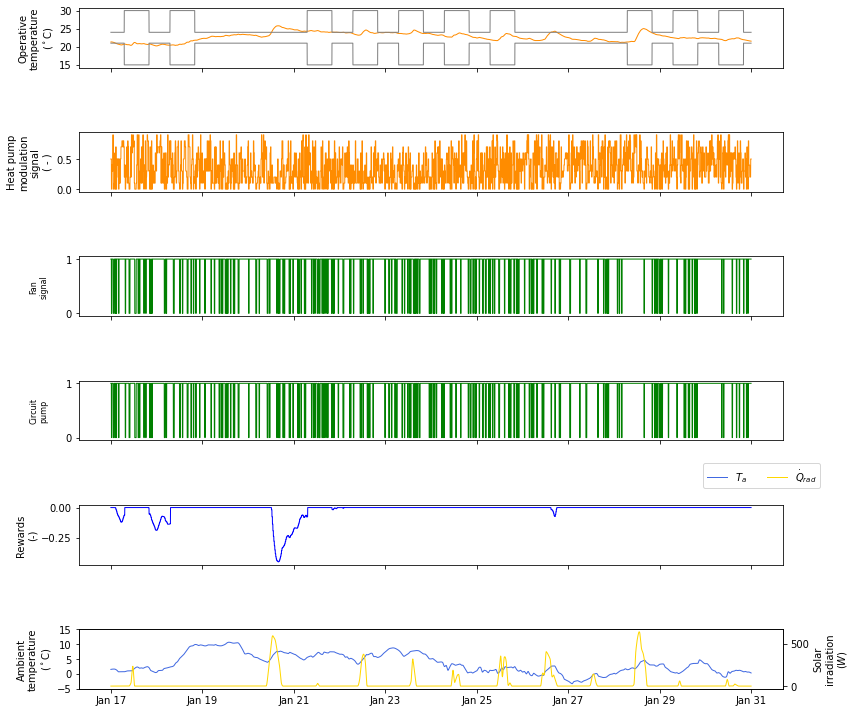 Operative
temperature
(°C)
30
25
20
15
Heat pump
modulation
signal
( - )
0.5
0.0
Fan
signal
1
0
Circuit
pump
1
0
T_a
Q̇_rad
Rewards
(-)
0.00
−0.25
Ambient
temperature
(°C)
15
10
5
0
−5
500
0
Solar
irradiation
(W)
Jan 17 Jan 19 Jan 21 Jan 23 Jan 25 Jan 27 Jan 29 Jan 31